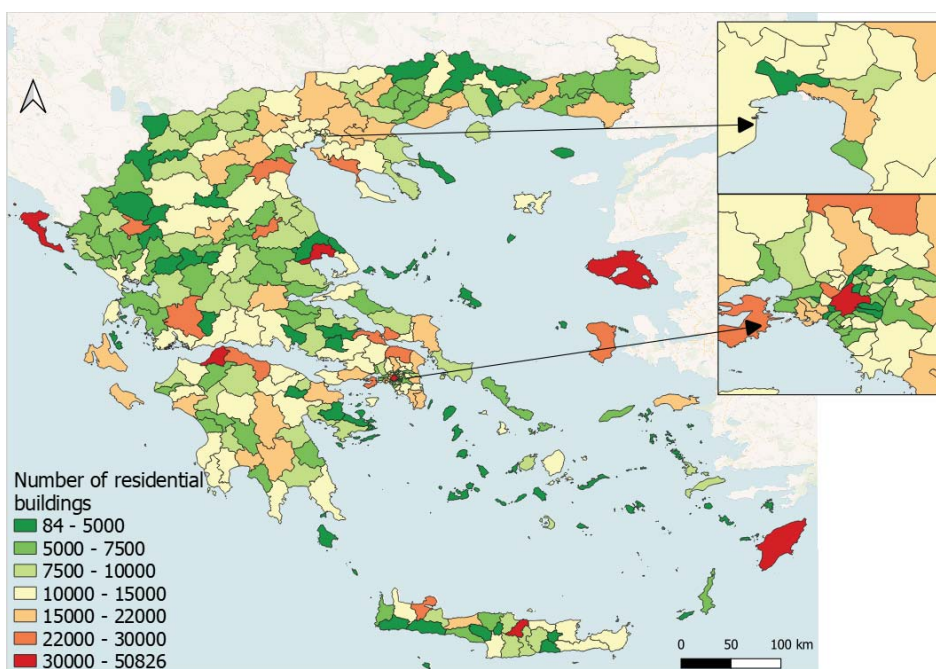 Number of residential
buildings
84 - 5000
5000 - 7500
7500 - 10000
10000 - 15000
15000 - 22000
22000 - 30000
30000 - 50826
0 50 100 km